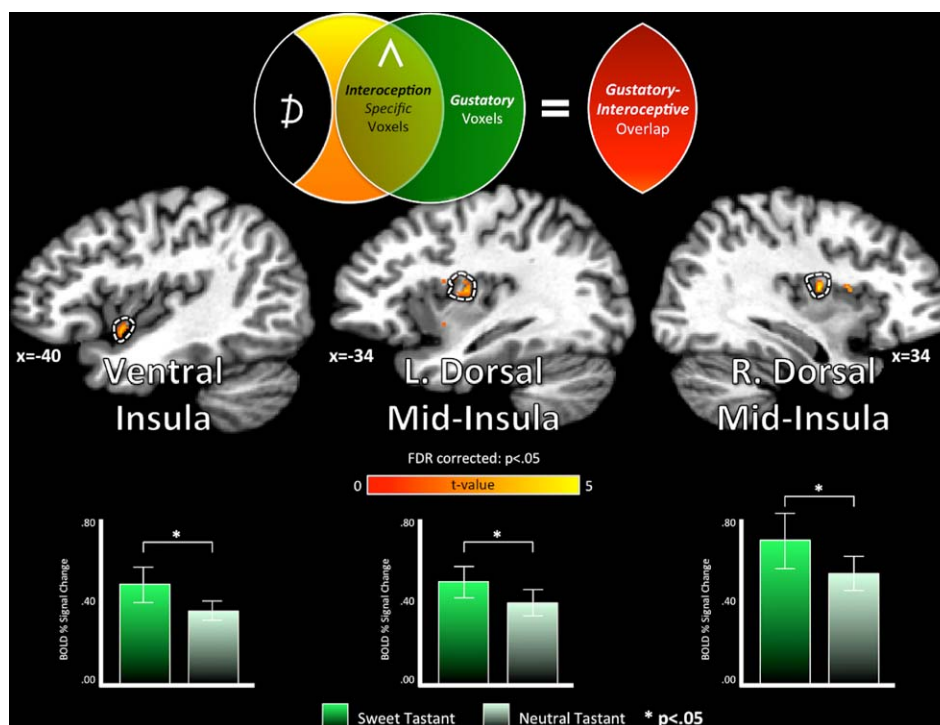 ∧
Interoception
Specific
Voxels
Gustatory
Voxels
=
Gustatory-
Interoceptive
Overlap
x=-40
Ventral
Insula
x=-34
L. Dorsal
Mid-Insula
x=34
R. Dorsal
Mid-Insula
FDR corrected: p<.05
0 t-value 5
BOLD % Signal Change
.80
.40
.00
*
BOLD % Signal Change
.80
.40
.00
*
BOLD % Signal Change
.80
.40
.00
*
Sweet Tastant Neutral Tastant * p<.05